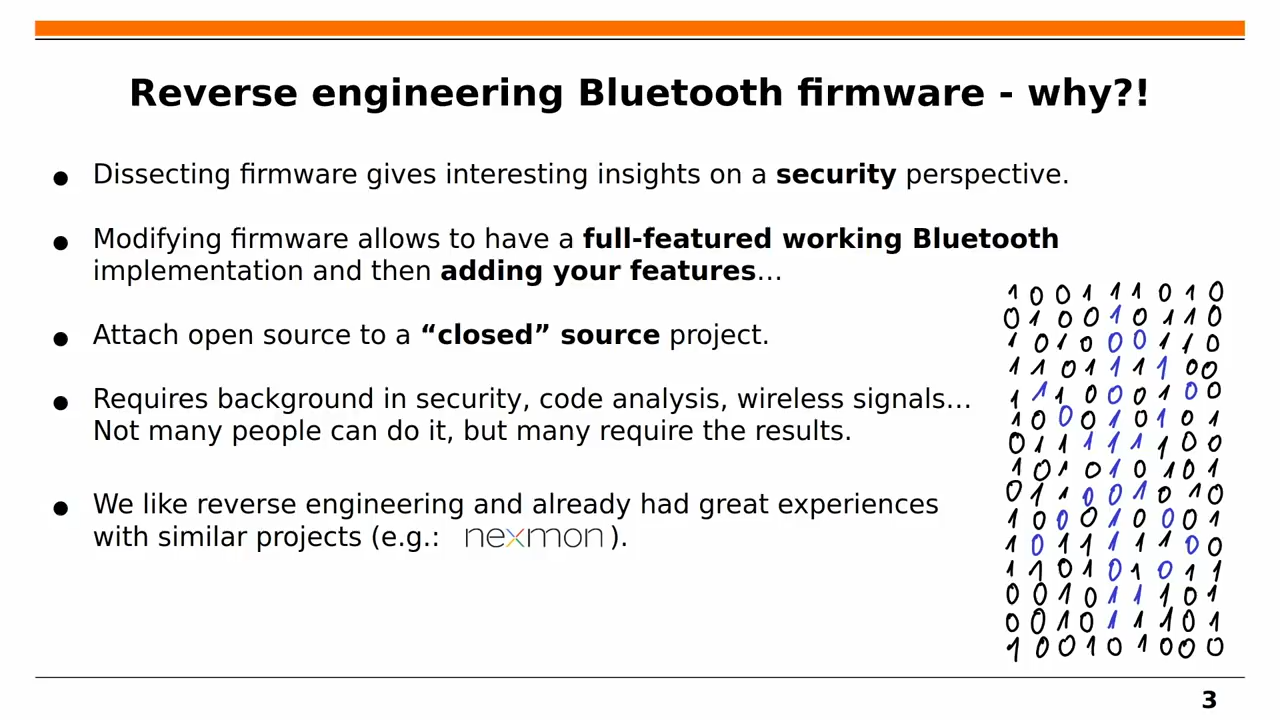 Reverse engineering Bluetooth firmware - why?!
● Dissecting firmware gives interesting insights on a security perspective.
● Modifying firmware allows to have a full-featured working Bluetooth
implementation and then adding your features…
● Attach open source to a “closed” source project.
● Requires background in security, code analysis, wireless signals…
Not many people can do it, but many require the results.
● We like reverse engineering and already had great experiences
with similar projects (e.g.: nexmon ).
1 0 0 1 1 1 0 1 0
0 1 0 0 1 0 1 1 0
1 0 1 0 0 0 1 1 0
1 1 0 1 1 1 1 0 0
1 1 1 0 0 0 1 0 0
1 0 0 0 1 0 1 0 1
0 1 1 1 1 1 1 0 0
1 0 1 0 1 0 1 0 1
0 1 1 0 0 1 0 1 0
1 0 0 0 1 0 0 0 1
1 0 1 1 1 1 1 0 0
1 1 0 1 0 1 0 1 1
0 0 1 0 1 1 1 0 1
0 0 1 0 1 1 1 0 1
1 0 0 1 0 1 0 0 0
3